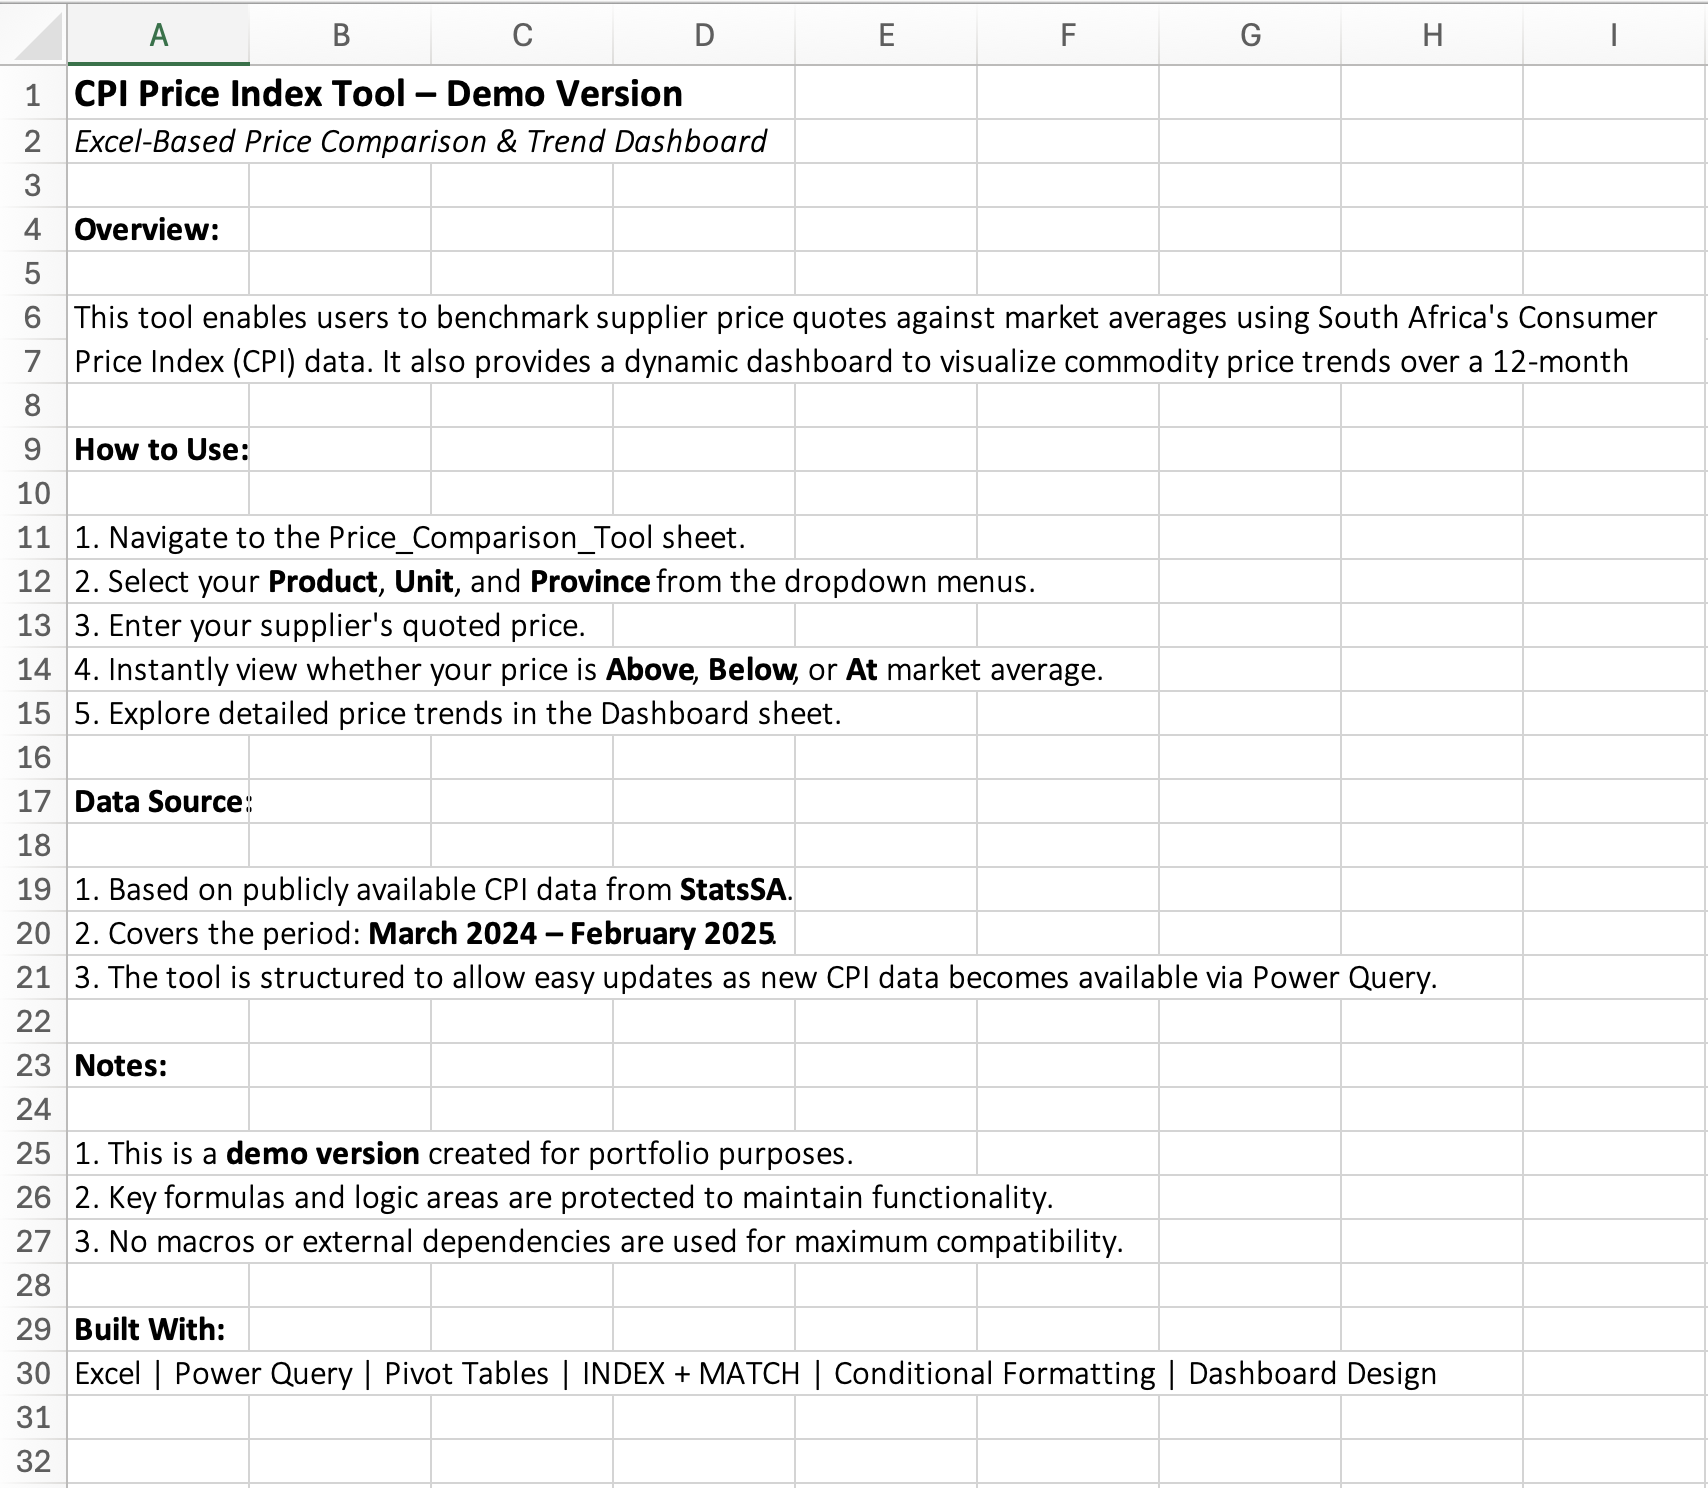 A B C D E F G H I
1 CPI Price Index Tool – Demo Version
2 Excel-Based Price Comparison & Trend Dashboard
3
4 Overview:
5
6 This tool enables users to benchmark supplier price quotes against market averages using South Africa's Consumer
7 Price Index (CPI) data. It also provides a dynamic dashboard to visualize commodity price trends over a 12-month
8
9 How to Use:
10
11 1. Navigate to the Price_Comparison_Tool sheet.
12 2. Select your Product, Unit, and Province from the dropdown menus.
13 3. Enter your supplier's quoted price.
14 4. Instantly view whether your price is Above, Below, or At market average.
15 5. Explore detailed price trends in the Dashboard sheet.
16
17 Data Source:
18
19 1. Based on publicly available CPI data from StatsSA.
20 2. Covers the period: March 2024 – February 2025.
21 3. The tool is structured to allow easy updates as new CPI data becomes available via Power Query.
22
23 Notes:
24
25 1. This is a demo version created for portfolio purposes.
26 2. Key formulas and logic areas are protected to maintain functionality.
27 3. No macros or external dependencies are used for maximum compatibility.
28
29 Built With:
30 Excel | Power Query | Pivot Tables | INDEX + MATCH | Conditional Formatting | Dashboard Design
31
32